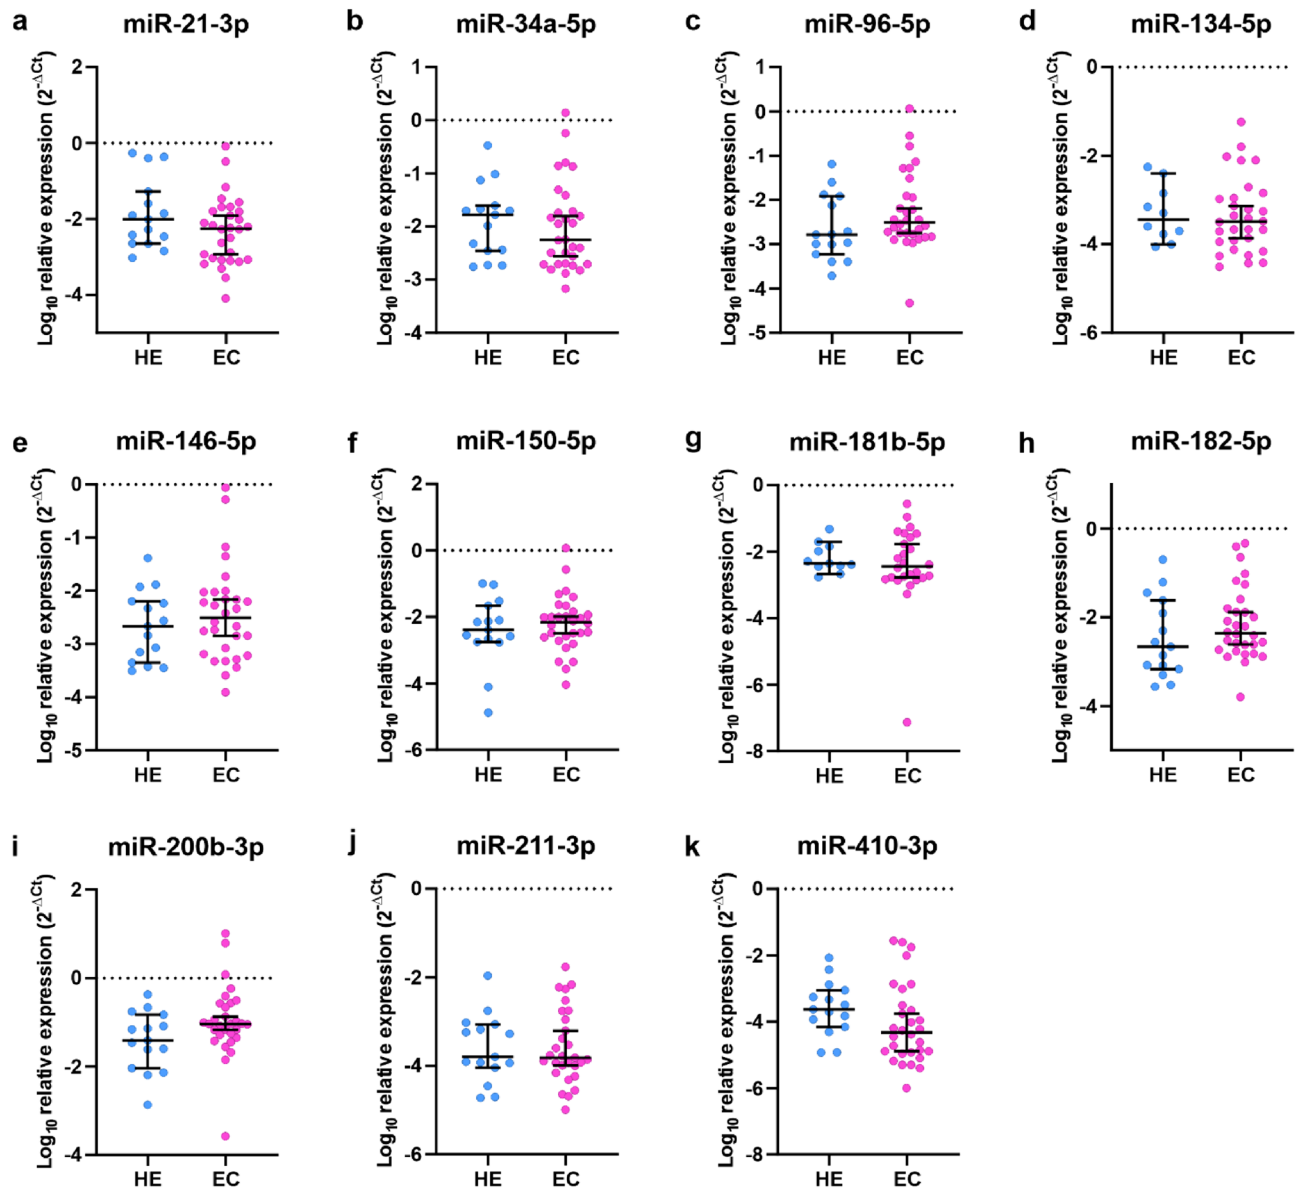 a miR-21-3p
Log10 relative expression (2-ΔCt)
2
0
-2
-4
HE EC
b miR-34a-5p
Log10 relative expression (2-ΔCt)
1
0
-1
-2
-3
-4
HE EC
c miR-96-5p
Log10 relative expression (2-ΔCt)
1
0
-1
-2
-3
-4
-5
HE EC
d miR-134-5p
Log10 relative expression (2-ΔCt)
0
-2
-4
-6
HE EC
e miR-146-5p
Log10 relative expression (2-ΔCt)
0
-1
-2
-3
-4
-5
HE EC
f miR-150-5p
Log10 relative expression (2-ΔCt)
2
0
-2
-4
-6
HE EC
g miR-181b-5p
Log10 relative expression (2-ΔCt)
0
-2
-4
-6
-8
HE EC
h miR-182-5p
Log10 relative expression (2-ΔCt)
0
-2
-4
HE EC
i miR-200b-3p
Log10 relative expression (2-ΔCt)
2
0
-2
-4
HE EC
j miR-211-3p
Log10 relative expression (2-ΔCt)
0
-2
-4
-6
HE EC
k miR-410-3p
Log10 relative expression (2-ΔCt)
0
-2
-4
-6
-8
HE EC